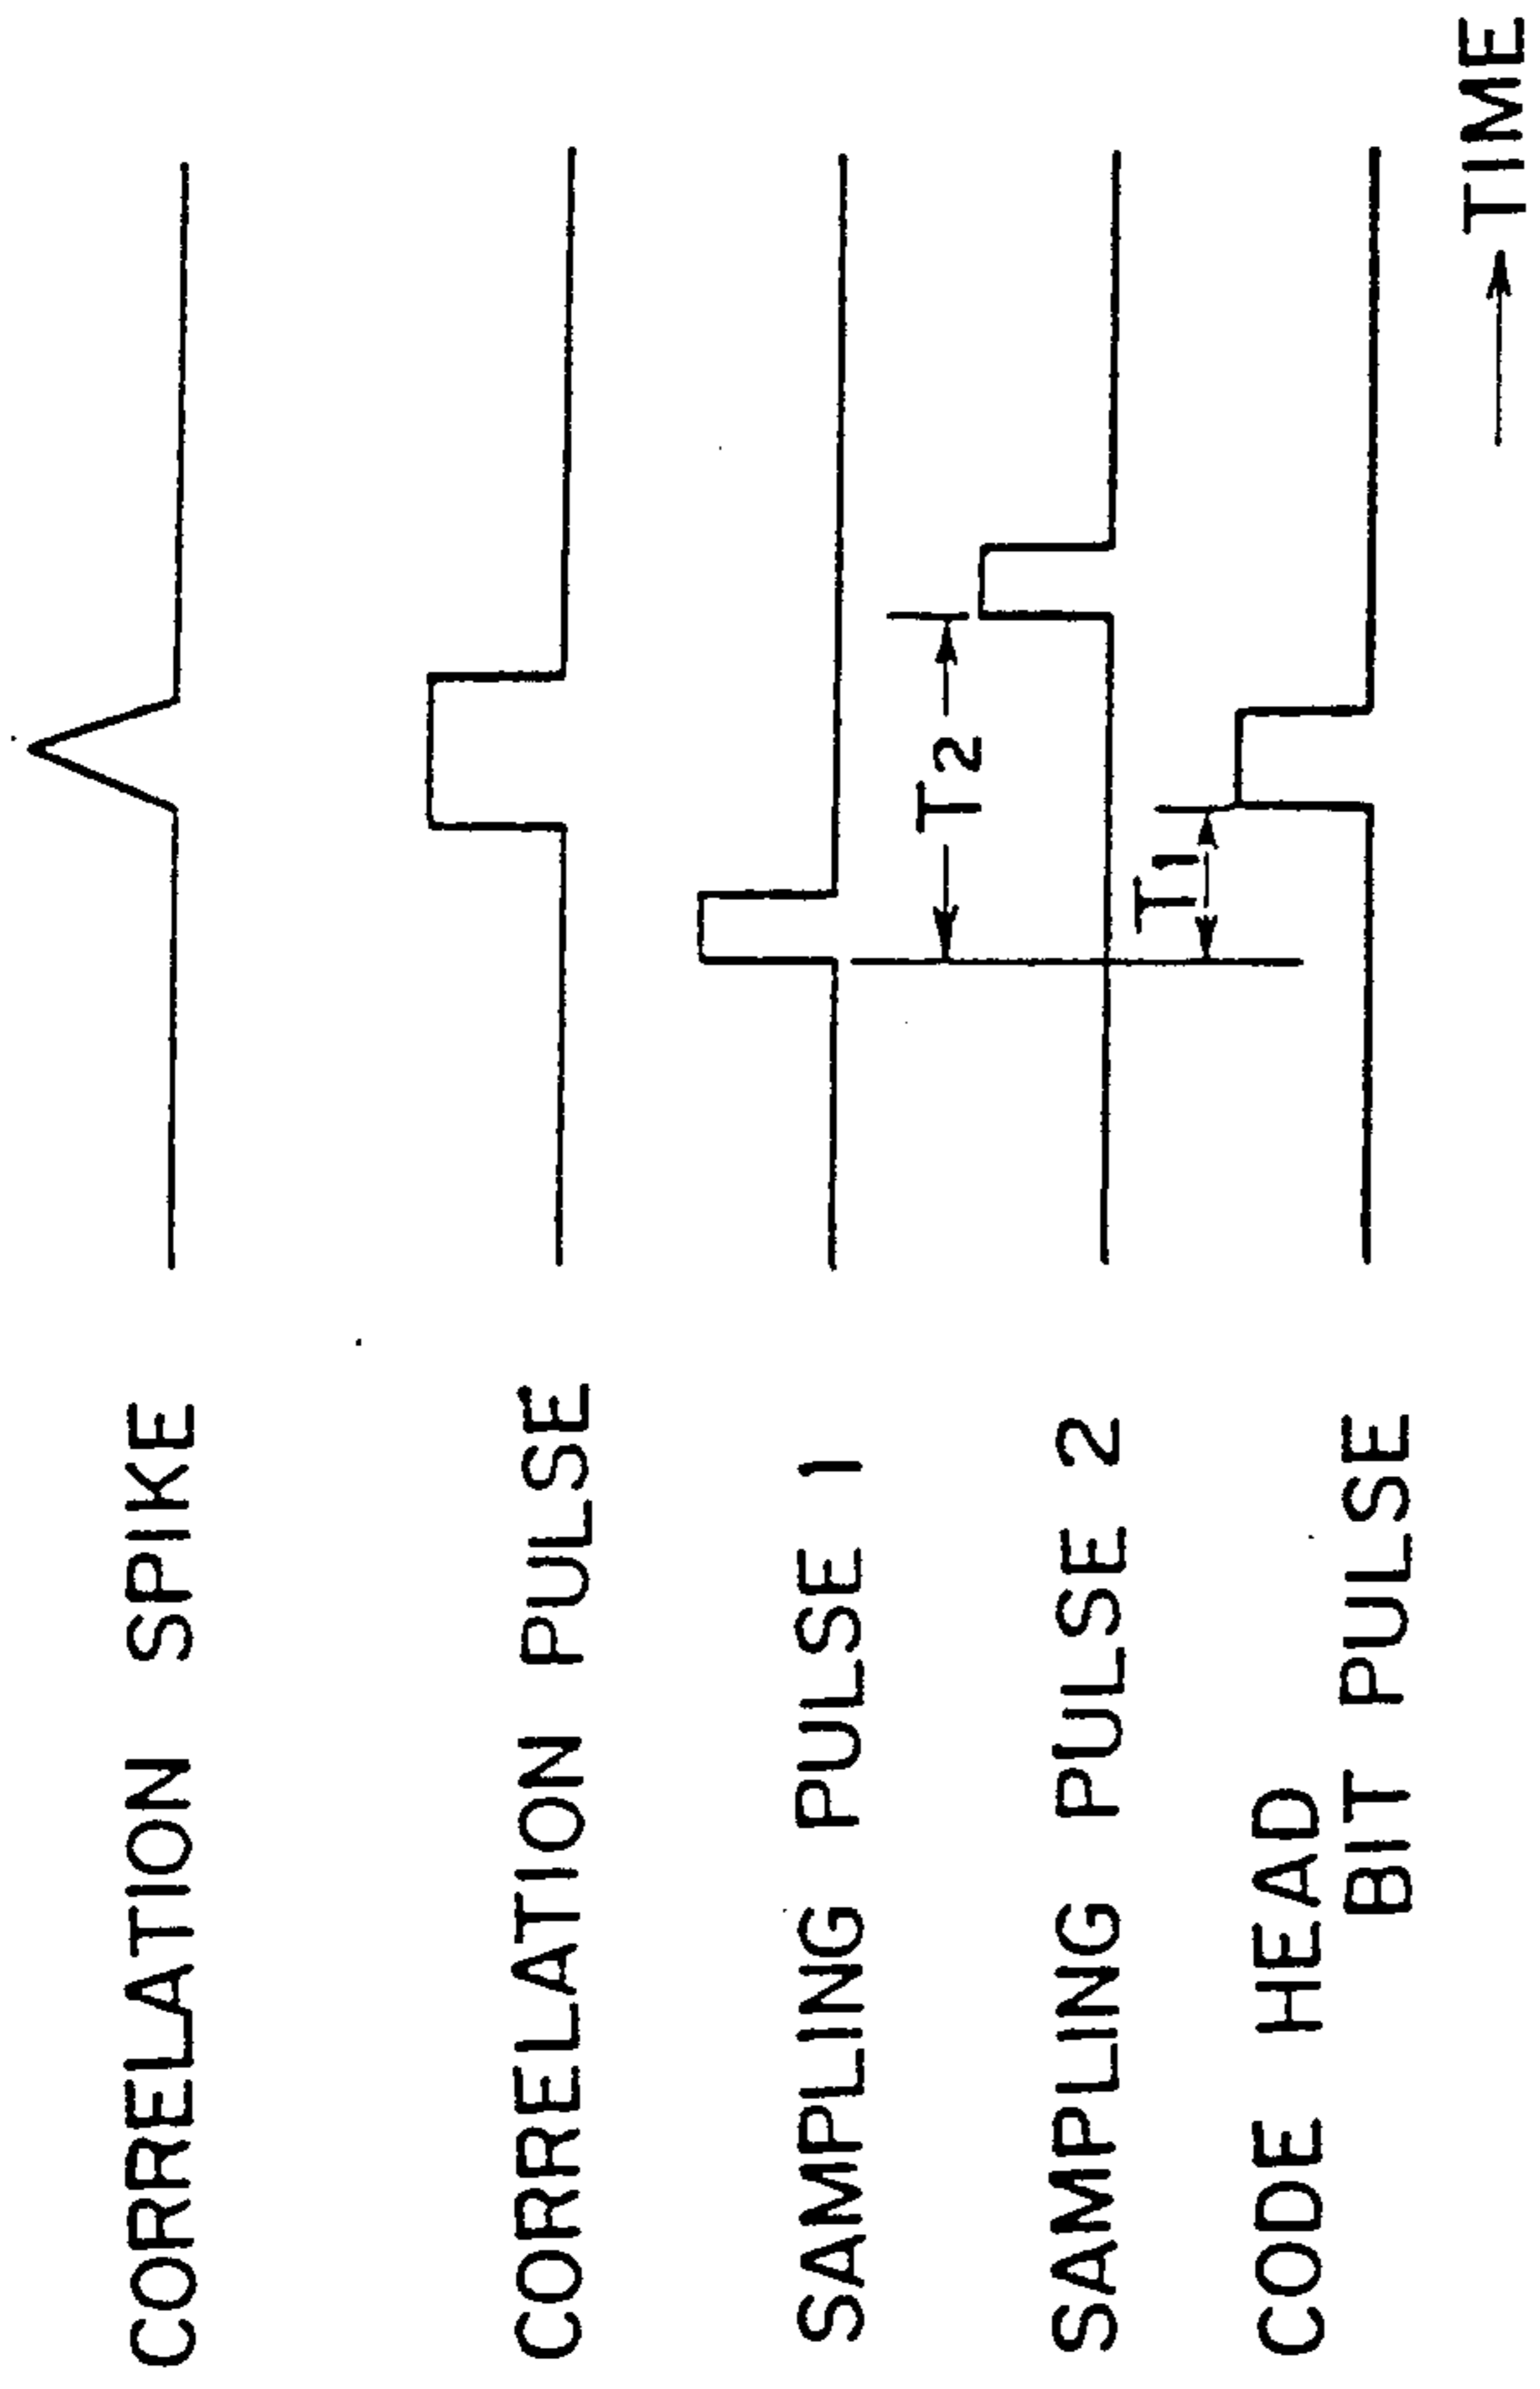 CORRELATION SPIKE
CORRELATION PULSE
SAMPLING PULSE 1
T2
SAMPLING PULSE 2
T1
CODE HEAD
BIT PULSE
TIME